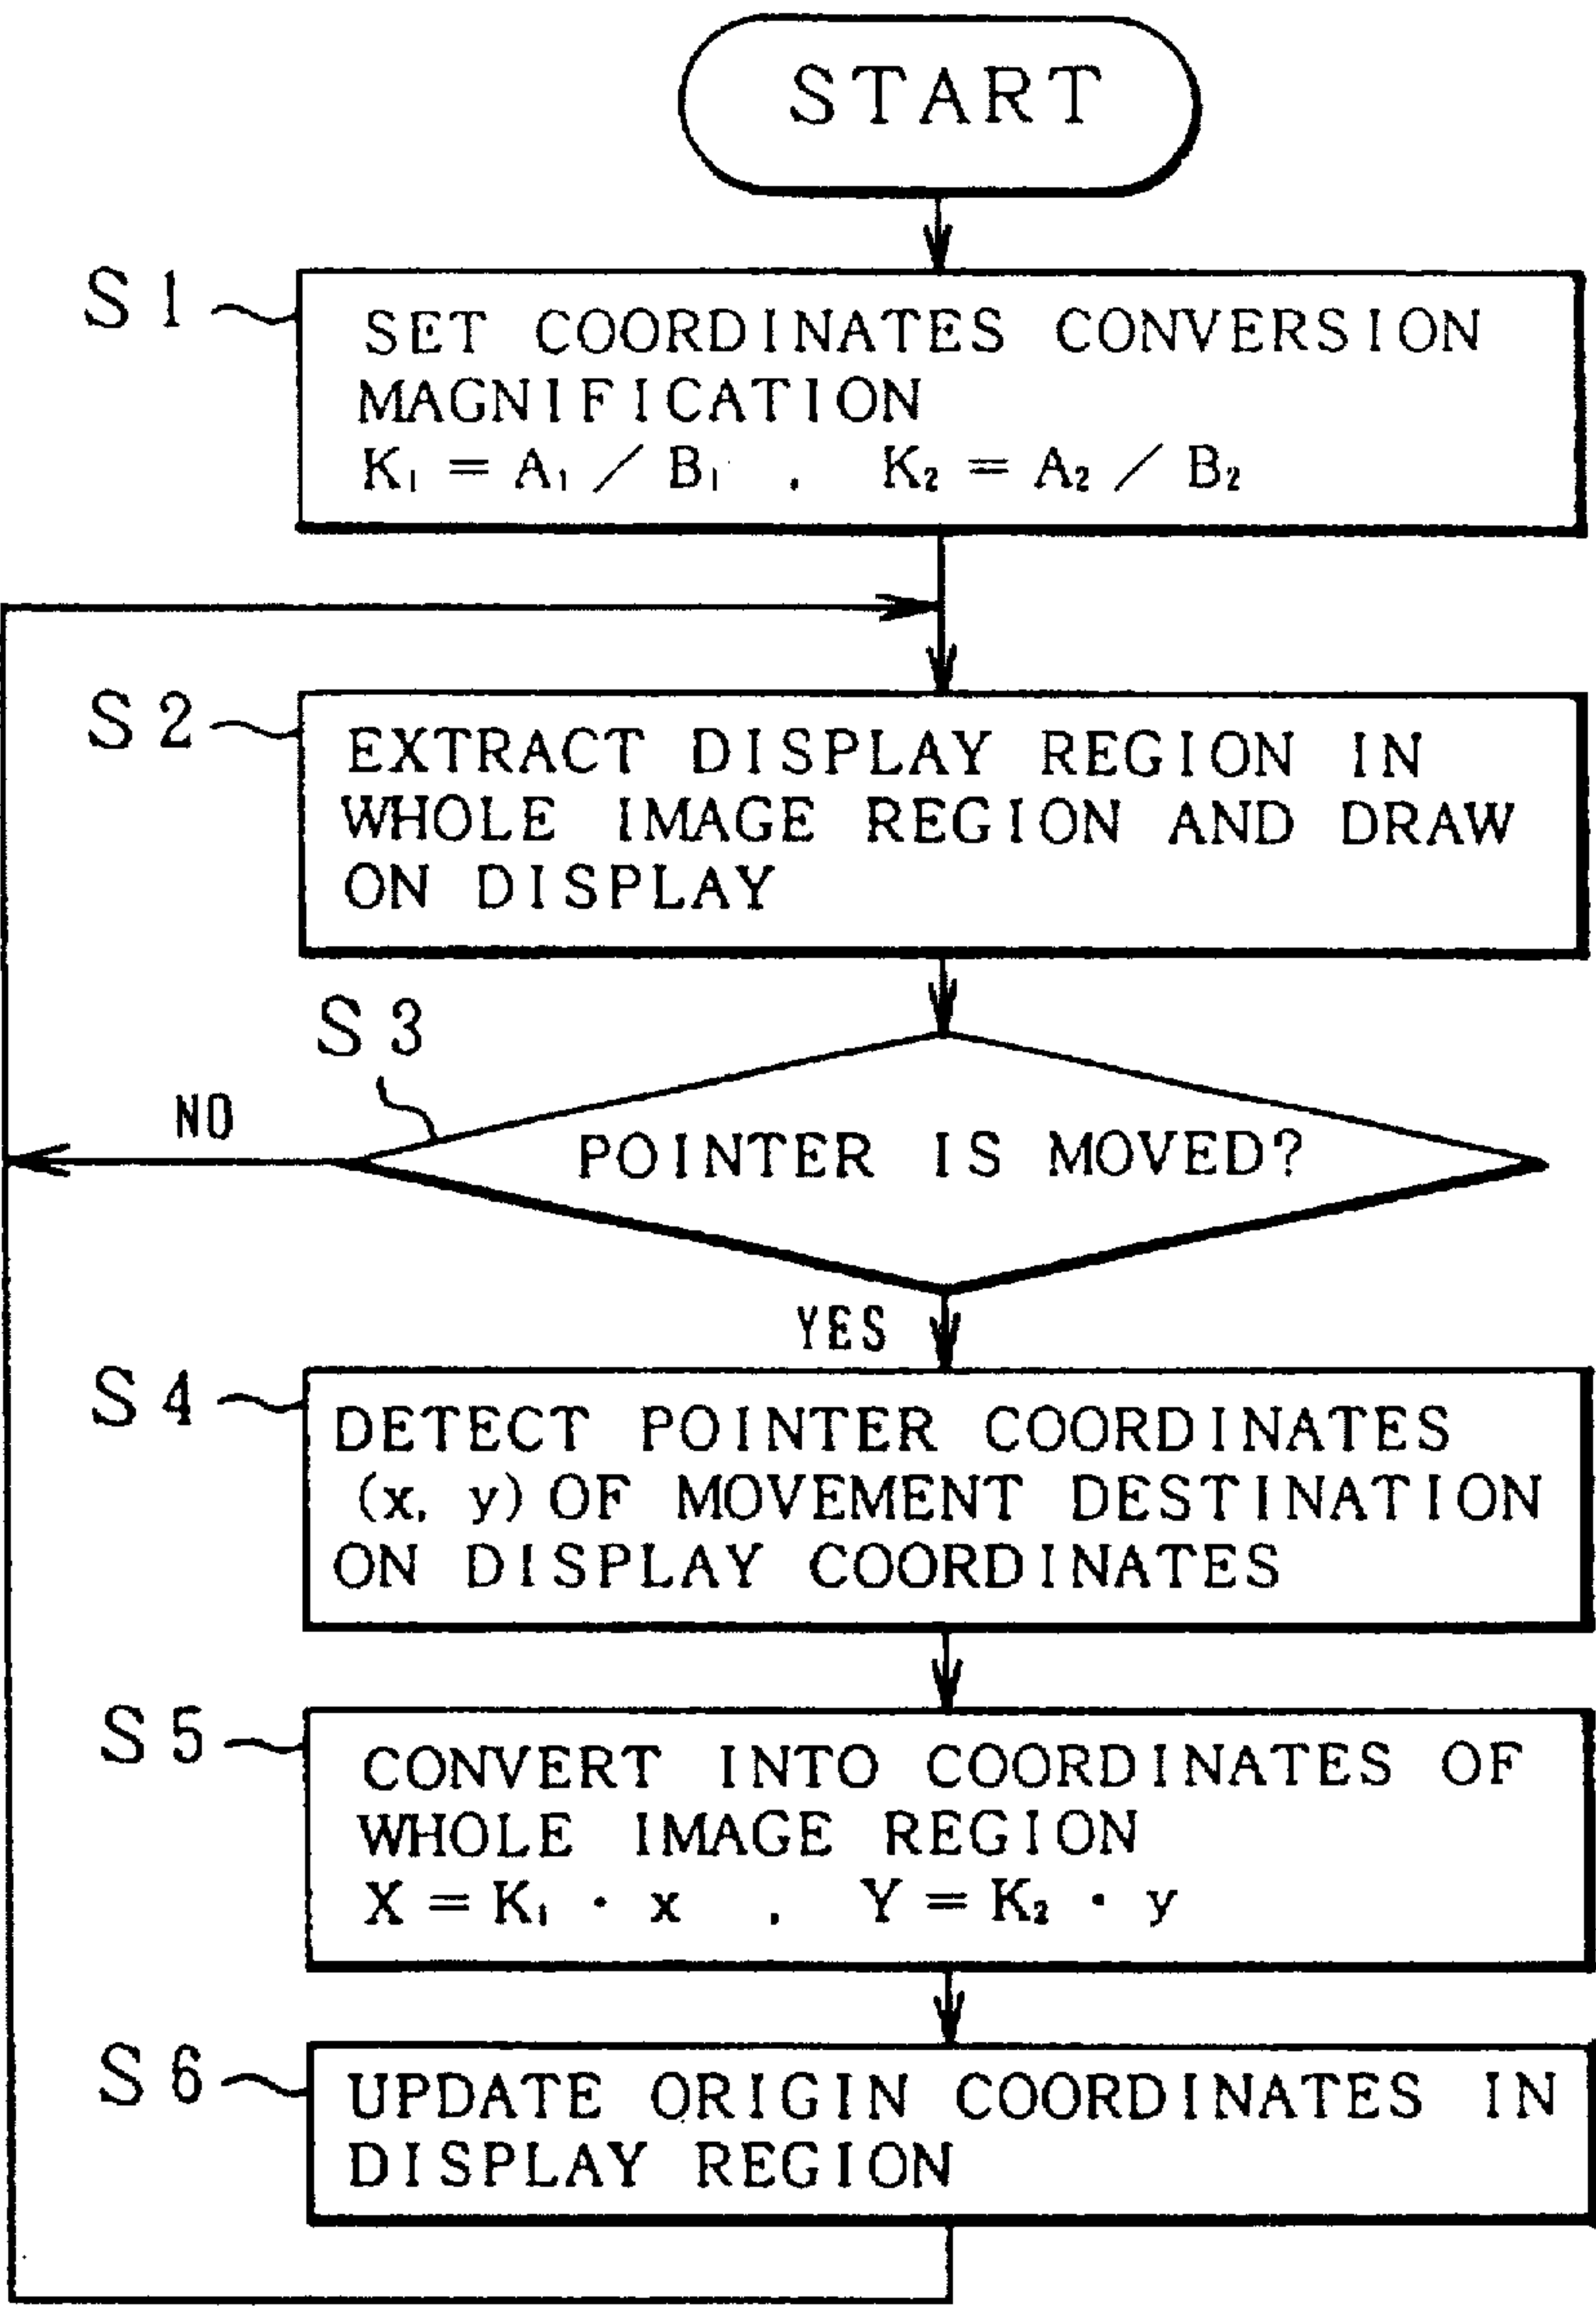 START
S1
SET COORDINATES CONVERSION
MAGNIFICATION
K₁ = A₁ / B₁ , K₂ = A₂ / B₂
S2
EXTRACT DISPLAY REGION IN
WHOLE IMAGE REGION AND DRAW
ON DISPLAY
S3
NO
POINTER IS MOVED?
YES
S4
DETECT POINTER COORDINATES
(x, y) OF MOVEMENT DESTINATION
ON DISPLAY COORDINATES
S5
CONVERT INTO COORDINATES OF
WHOLE IMAGE REGION
X = K₁ · x , Y = K₂ · y
S6
UPDATE ORIGIN COORDINATES IN
DISPLAY REGION